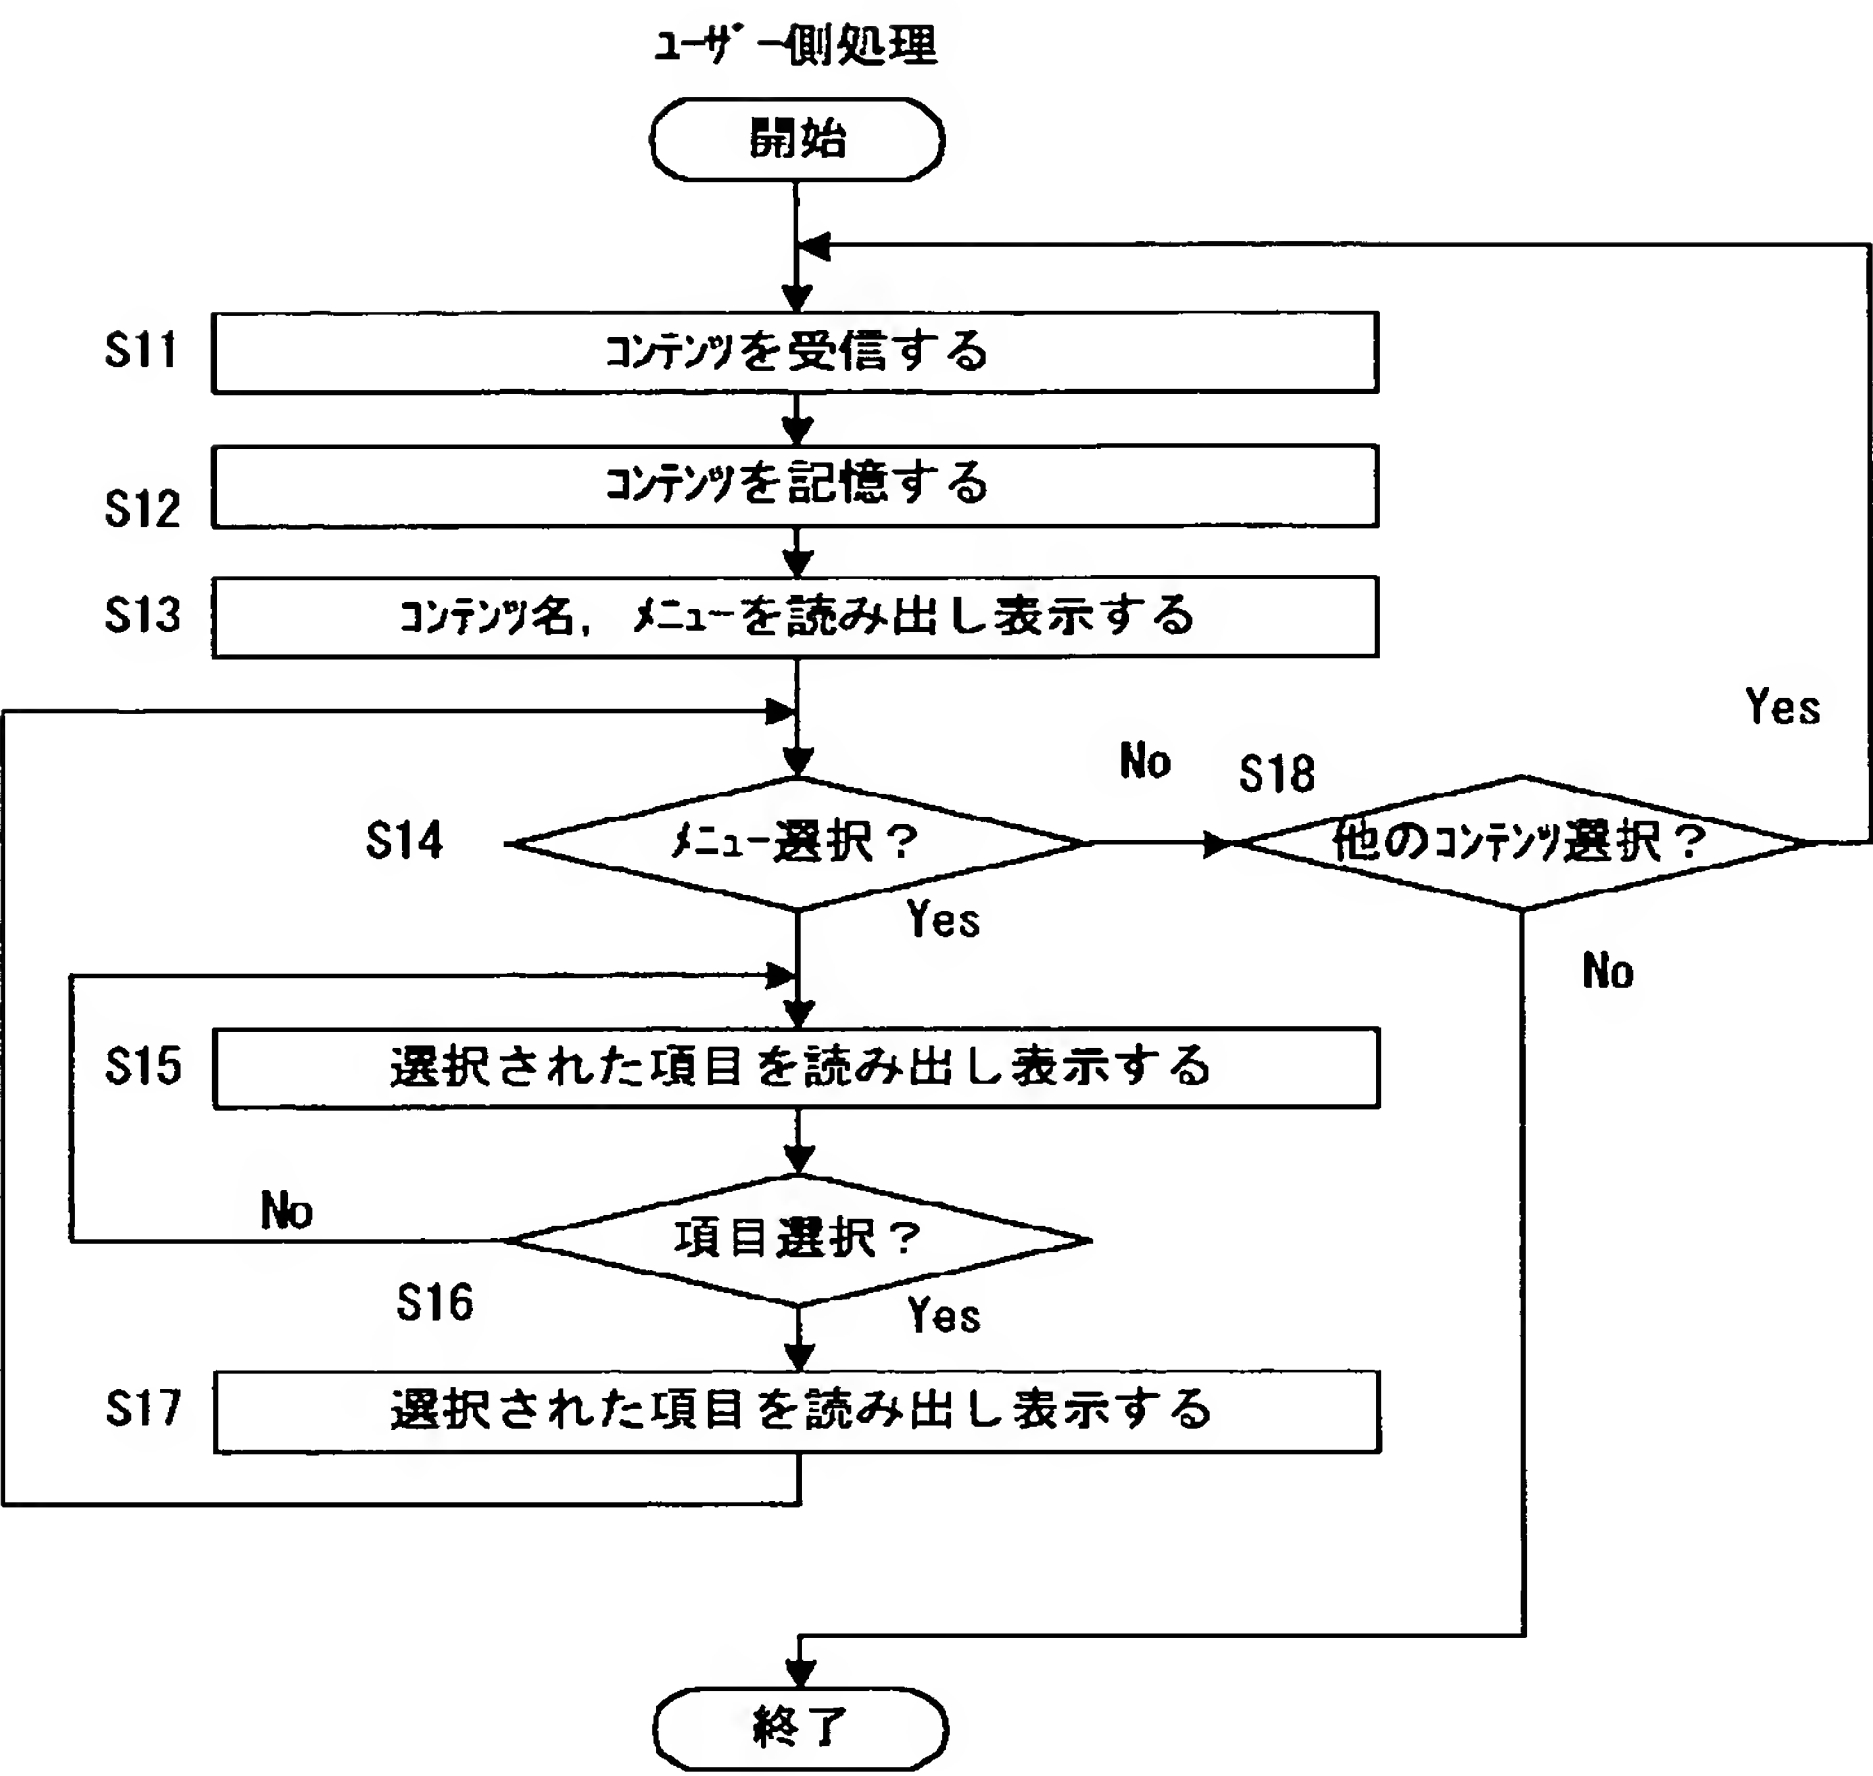 ﾕｰｻﾞｰ側処理
開始
S11
ｺﾝﾃﾝﾂを受信する
S12
ｺﾝﾃﾝﾂを記憶する
S13
ｺﾝﾃﾝﾂ名，ﾒﾆｭｰを読み出し表示する
Yes
No
S18
S14
ﾒﾆｭｰ選択？
他のｺﾝﾃﾝﾂ選択？
Yes
No
S15
選択された項目を読み出し表示する
No
項目選択？
S16
Yes
S17
選択された項目を読み出し表示する
終了